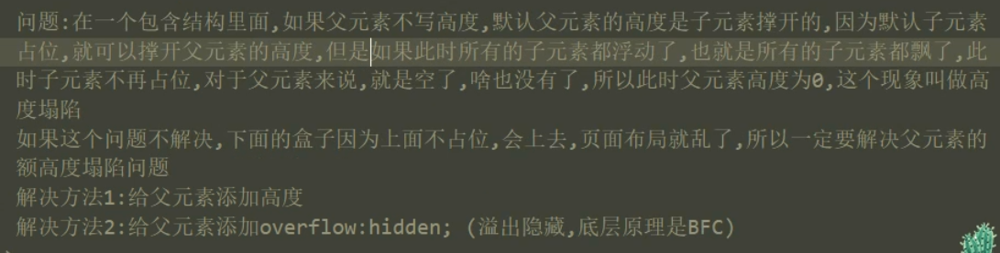 问题:在一个包含结构里面,如果父元素不写高度,默认父元素的高度是子元素撑开的,因为默认子元素
占位,就可以撑开父元素的高度,但是如果此时所有的子元素都浮动了,也就是所有的子元素都飘了,此
时子元素不再占位,对于父元素来说,就是空了,啥也没有了,所以此时父元素高度为0,这个现象叫做高
度塌陷
如果这个问题不解决,下面的盒子因为上面不占位,会上去,页面布局就乱了,所以一定要解决父元素的
额高度塌陷问题
解决方法1:给父元素添加高度
解决方法2:给父元素添加overflow:hidden; (溢出隐藏,底层原理是BFC)